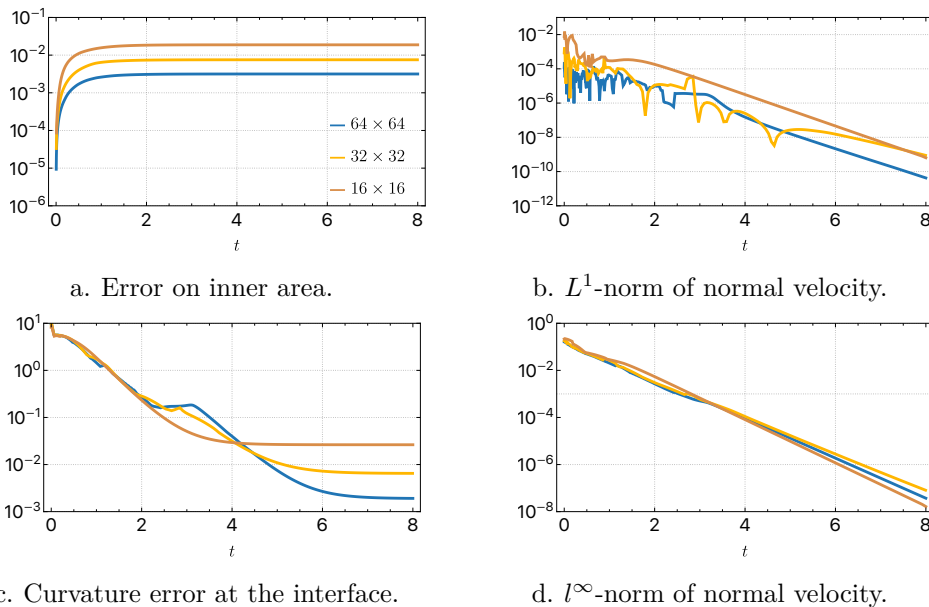 10^{-1}
10^{-2}
10^{-3}
10^{-4}
10^{-5}
10^{-6}
0 2 4 6 8
t
64 × 64
32 × 32
16 × 16
a. Error on inner area.
10^{-2}
10^{-4}
10^{-6}
10^{-8}
10^{-10}
10^{-12}
0 2 4 6 8
t
b. L^1-norm of normal velocity.
10^1
10^0
10^{-1}
10^{-2}
10^{-3}
0 2 4 6 8
t
c. Curvature error at the interface.
10^0
10^{-2}
10^{-4}
10^{-6}
10^{-8}
0 2 4 6 8
t
d. l^∞-norm of normal velocity.